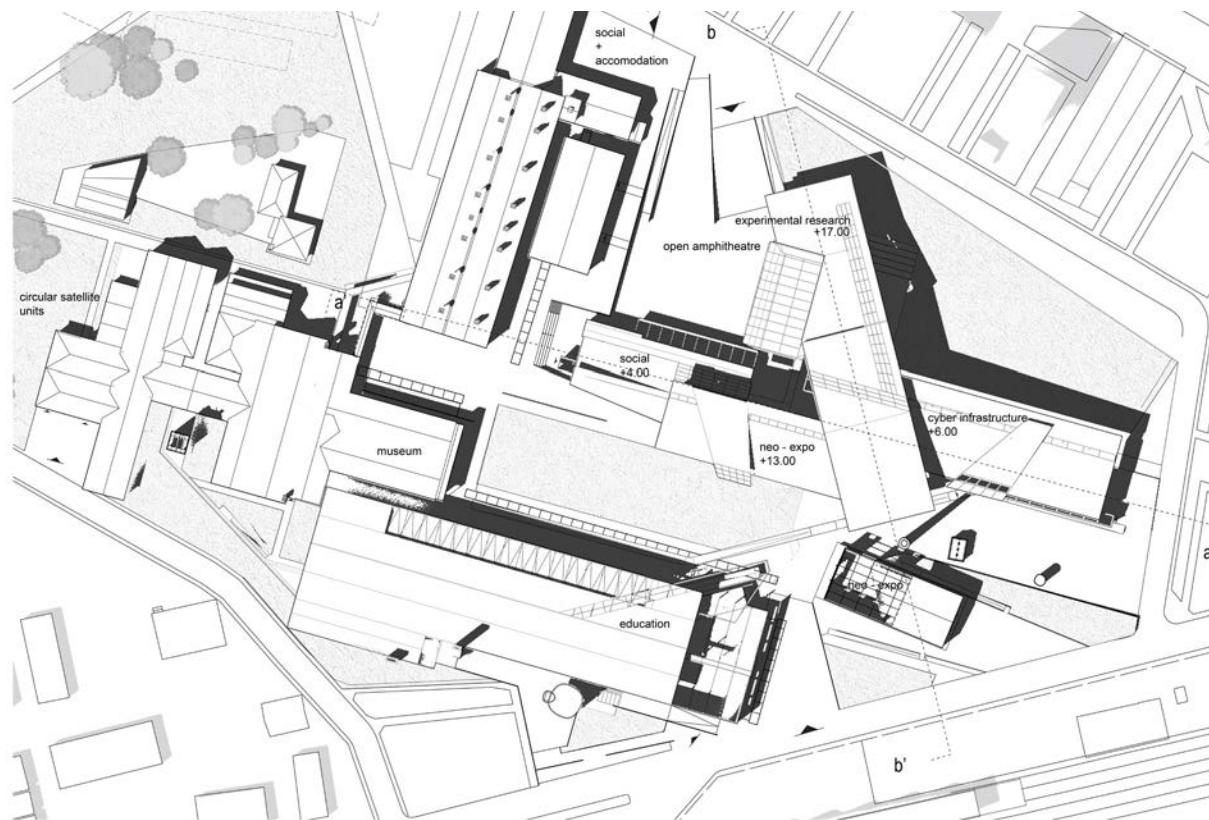 social
+
accomodation
b
experimental research
+17.00
open amphitheatre
circular satellite
units
a
social
+4.00
cyber infrastructure
+6.00
museum
neo - expo
+13.00
a
neo - expo
education
b'